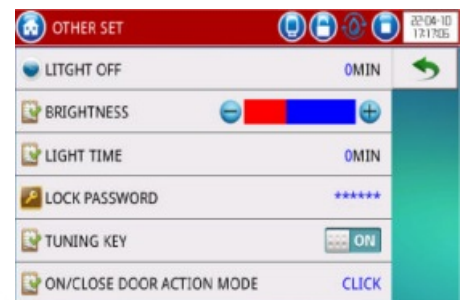 OTHER SET
22-04-10
17:17:05
LITGHT OFF 0MIN
BRIGHTNESS
LIGHT TIME 0MIN
LOCK PASSWORD ******
TUNING KEY ON
ON/CLOSE DOOR ACTION MODE CLICK